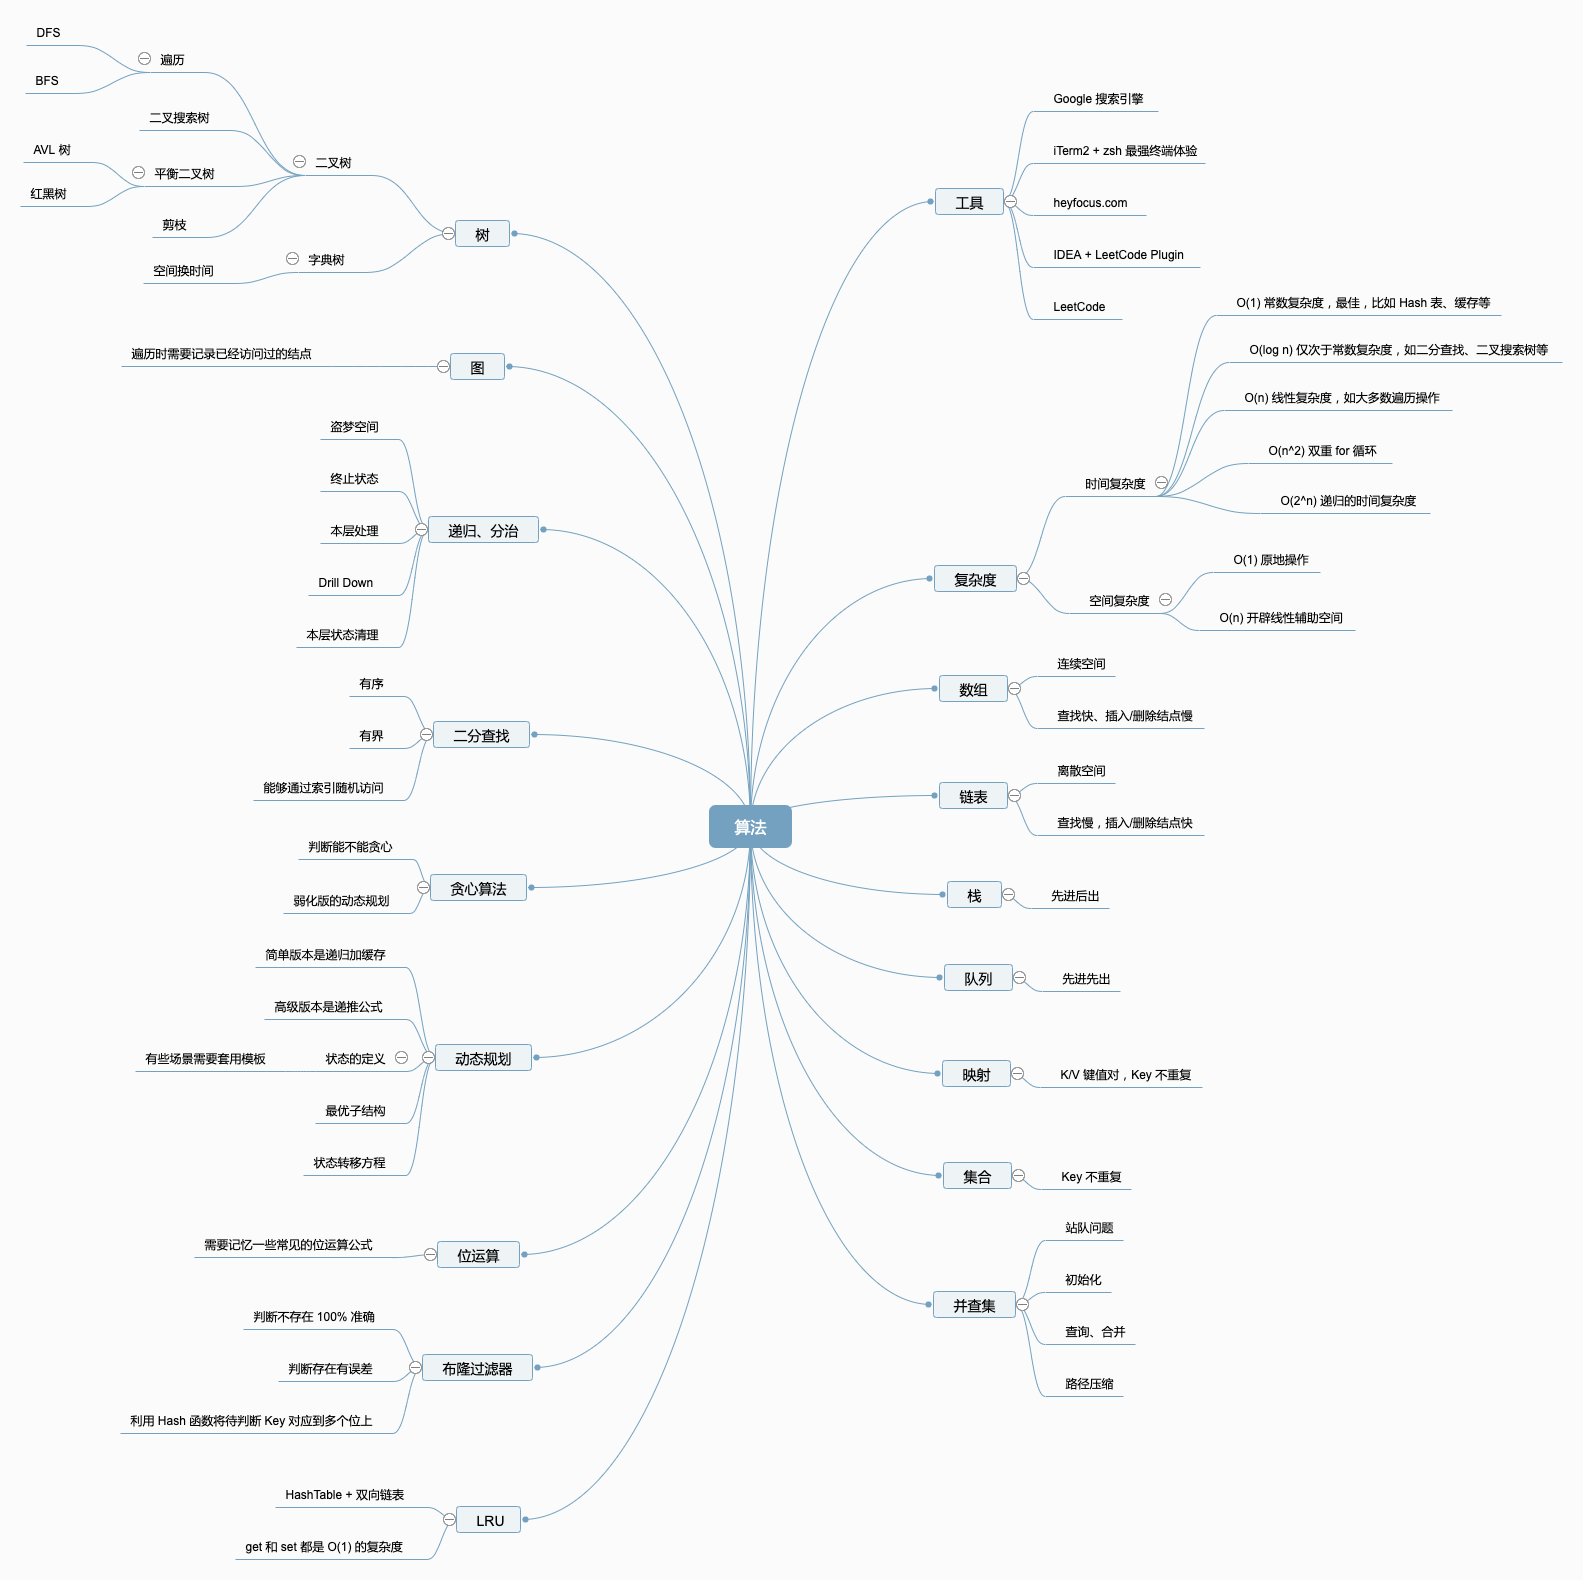 算法
工具
Google 搜索引擎
iTerm2 + zsh 最强终端体验
heyfocus.com
IDEA + LeetCode Plugin
LeetCode
复杂度
时间复杂度
O(1) 常数复杂度，最佳，比如 Hash 表、缓存等
O(log n) 仅次于常数复杂度，如二分查找、二叉搜索树等
O(n) 线性复杂度，如大多数遍历操作
O(n^2) 双重 for 循环
O(2^n) 递归的时间复杂度
空间复杂度
O(1) 原地操作
O(n) 开辟线性辅助空间
数组
连续空间
查找快、插入/删除结点慢
链表
离散空间
查找慢，插入/删除结点快
栈
先进后出
队列
先进先出
映射
K/V 键值对，Key 不重复
集合
Key 不重复
并查集
站队问题
初始化
查询、合并
路径压缩
树
二叉树
遍历
DFS
BFS
二叉搜索树
平衡二叉树
AVL 树
红黑树
剪枝
字典树
空间换时间
图
遍历时需要记录已经访问过的结点
递归、分治
盗梦空间
终止状态
本层处理
Drill Down
本层状态清理
二分查找
有序
有界
能够通过索引随机访问
贪心算法
判断能不能贪心
弱化版的动态规划
动态规划
简单版本是递归加缓存
高级版本是递推公式
状态的定义
有些场景需要套用模板
最优子结构
状态转移方程
位运算
需要记忆一些常见的位运算公式
布隆过滤器
判断不存在 100% 准确
判断存在有误差
利用 Hash 函数将待判断 Key 对应到多个位上
LRU
HashTable + 双向链表
get 和 set 都是 O(1) 的复杂度